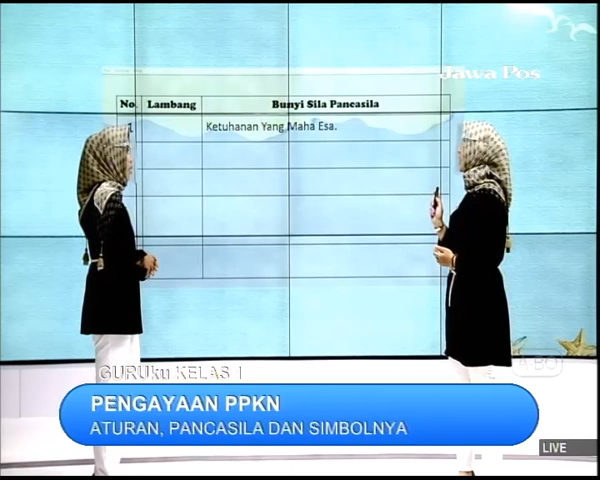 Jawa Pos
No. Lambang Bunyi Sila Pancasila
1 Ketuhanan Yang Maha Esa.
GURUku KELAS 1
PENGAYAAN PPKN
ATURAN, PANCASILA DAN SIMBOLNYA
LIVE